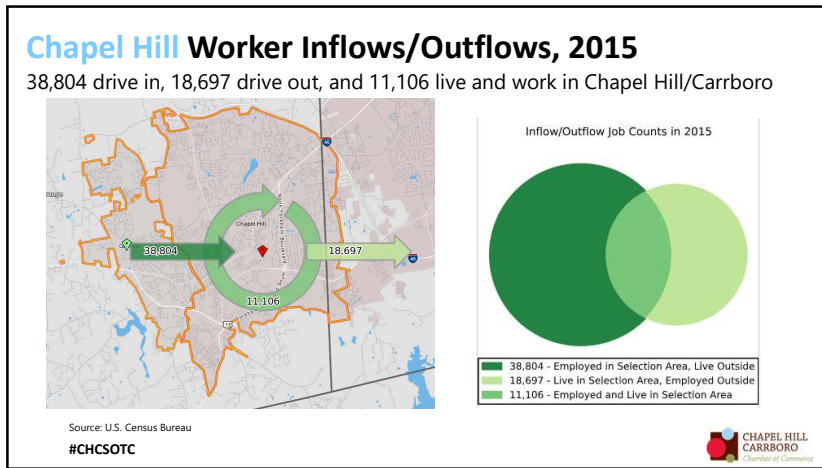 Chapel Hill Worker Inflows/Outflows, 2015
38,804 drive in, 18,697 drive out, and 11,106 live and work in Chapel Hill/Carrboro
40
Chapel Hill
38,804
18,697
40
11,106
15
Inflow/Outflow Job Counts in 2015
38,804 - Employed in Selection Area, Live Outside
18,697 - Live in Selection Area, Employed Outside
11,106 - Employed and Live in Selection Area
Source: U.S. Census Bureau
#CHCSOTC
CHAPEL HILL
CARRBORO
Chamber of Commerce